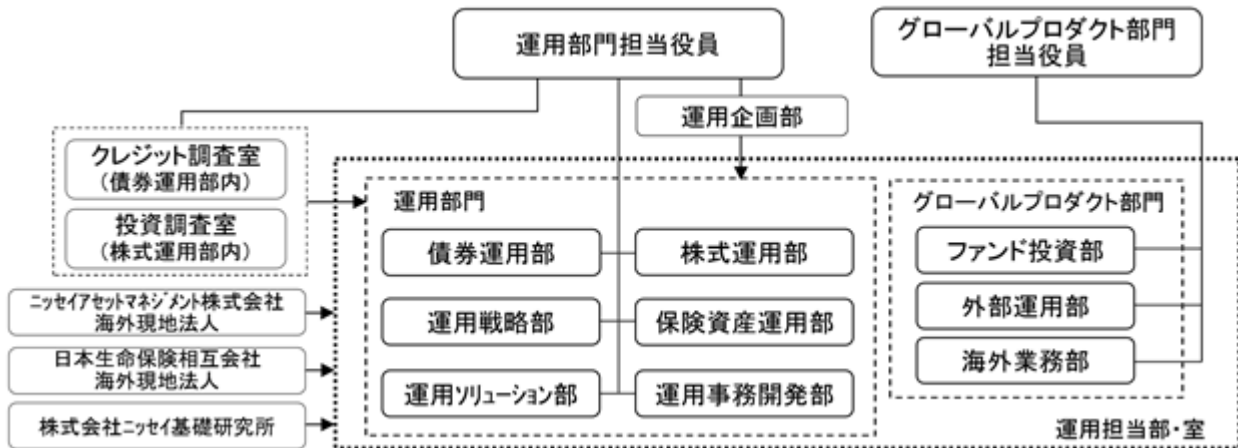 運用部門担当役員
グローバルプロダクト部門
担当役員
運用企画部
クレジット調査室
(債券運用部内)
投資調査室
(株式運用部内)
ニッセイアセットマネジメント株式会社
海外現地法人
日本生命保険相互会社
海外現地法人
株式会社ニッセイ基礎研究所
運用部門
債券運用部
株式運用部
運用戦略部
保険資産運用部
運用ソリューション部
運用事務開発部
グローバルプロダクト部門
ファンド投資部
外部運用部
海外業務部
運用担当部・室